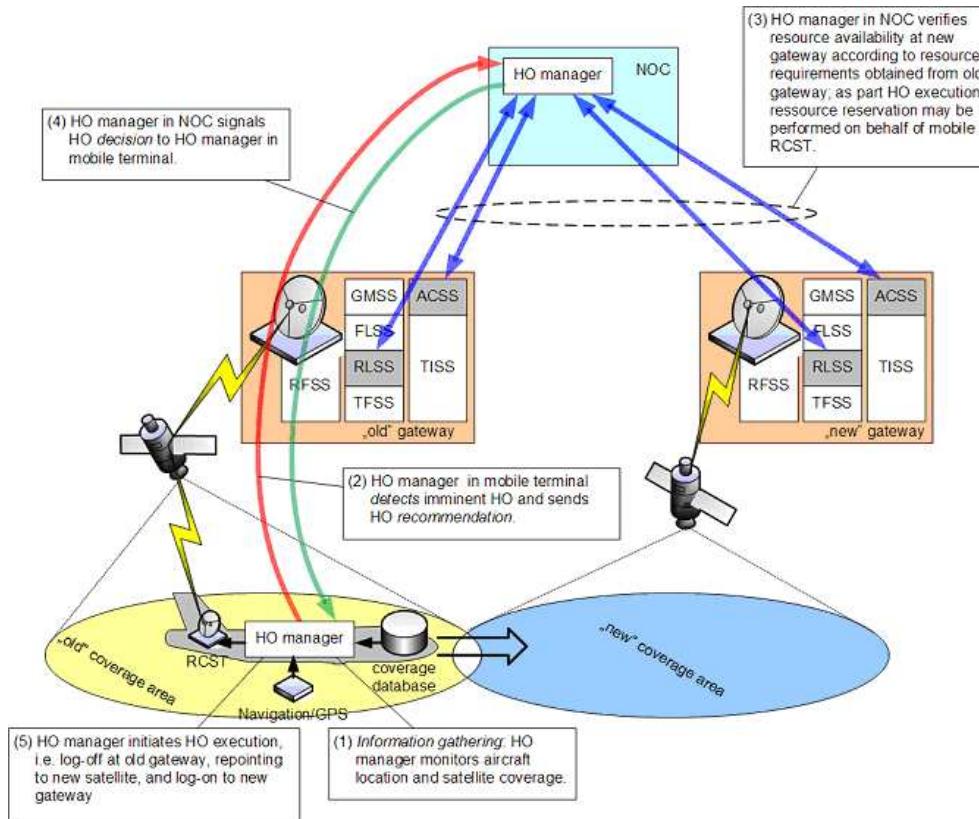 (3) HO manager in NOC verifies
resource availability at new
gateway according to resource
requirements obtained from old
gateway; as part HO execution
ressource reservation may be
performed on behalf of mobile
RCST.
HO manager
NOC
(4) HO manager in NOC signals
HO decision to HO manager in
mobile terminal.
GMSS
ACSS
FLSS
RLSS
TISS
RFSS
TFSS
„old" gateway
GMSS
ACSS
FLSS
RLSS
TISS
RFSS
TFSS
„new" gateway
(2) HO manager in mobile terminal
detects imminent HO and sends
HO recommendation.
„old" coverage area
RCST
HO manager
coverage
database
Navigation/GPS
„new" coverage area
(5) HO manager initiates HO execution,
i.e. log-off at old gateway, repointing
to new satellite, and log-on to new
gateway
(1) Information gathering: HO
manager monitors aircraft
location and satellite coverage.